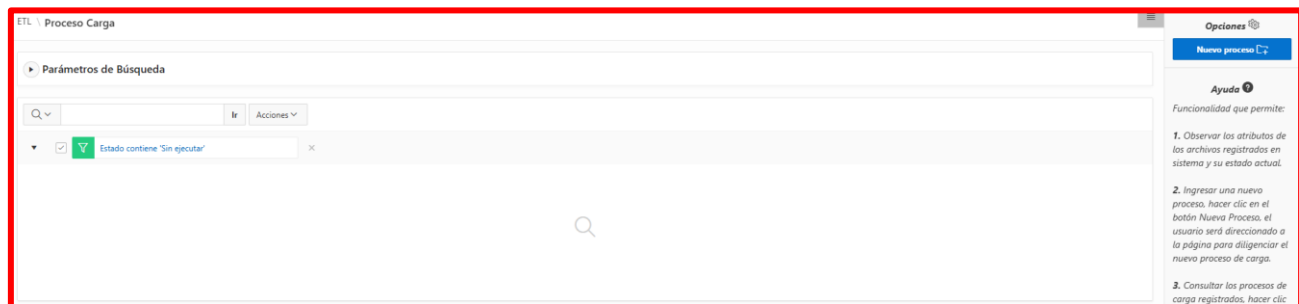 ETL \ Proceso Carga
Parámetros de Búsqueda
Ir Acciones
Estado contiene 'Sin ejecutar'
Opciones
Nuevo proceso
Ayuda
Funcionalidad que permite:
1. Observar los atributos de
los archivos registrados en
sistema y su estado actual.
2. Ingresar una nuevo
proceso, hacer clic en el
botón Nueva Proceso, el
usuario será direccionado a
la página para diligenciar el
nuevo proceso de carga.
3. Consultar los procesos de
carga registrados, hacer clic